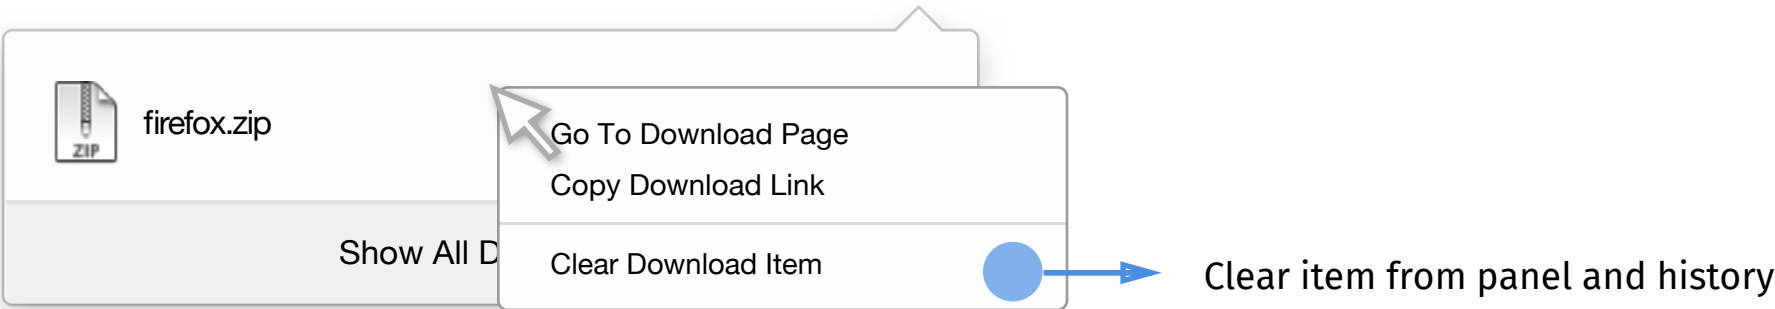 firefox.zip
ZIP
Go To Download Page
Copy Download Link
Show All D
Clear Download Item
Clear item from panel and history